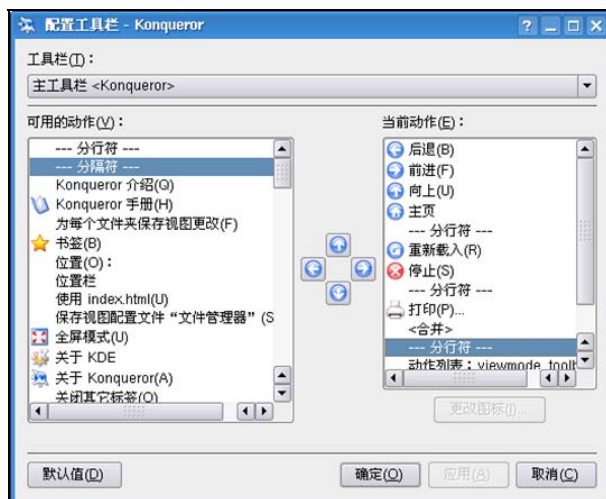 配置工具栏 - Konqueror
工具栏(T)：
主工具栏 <Konqueror>
可用的动作(V)：
--- 分行符 ---
--- 分隔符 ---
Konqueror 介绍(O)
Konqueror 手册(H)
为每个文件夹保存视图更改(F)
书签(B)
位置(O)：
位置栏
使用 index.html(U)
保存视图配置文件“文件管理器”(S
全屏模式(U)
关于 KDE
关于 Konqueror(A)
关闭其它标签(O)
当前动作(E)：
后退(B)
前进(F)
向上(U)
主页
--- 分行符 ---
重新载入(R)
停止(S)
--- 分行符 ---
打印(P)...
<合并>
--- 分行符 ---
动作列表：viewmode_toolb
更改图标(I)...
默认值(D)
确定(O)
应用(A)
取消(C)